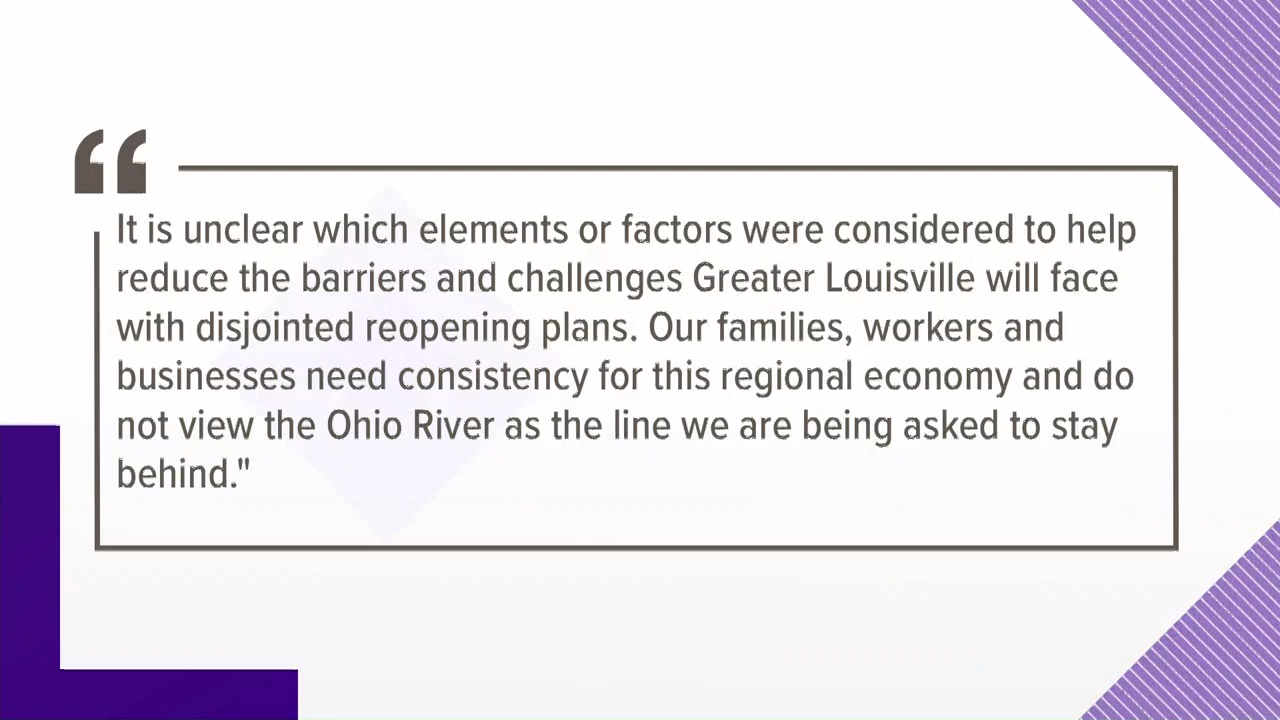 “
It is unclear which elements or factors were considered to help
reduce the barriers and challenges Greater Louisville will face
with disjointed reopening plans. Our families, workers and
businesses need consistency for this regional economy and do
not view the Ohio River as the line we are being asked to stay
behind."